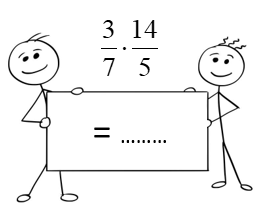 3/7 · 14/5
= .........